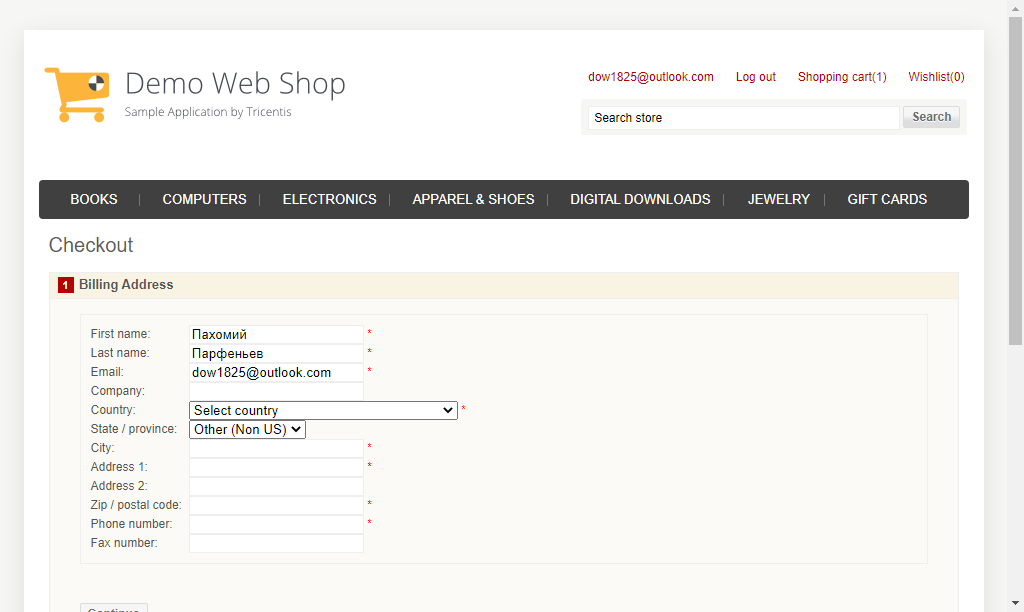 Demo Web Shop
Sample Application by Tricentis
dow1825@outlook.com Log out Shopping cart(1) Wishlist(0)
Search store Search
BOOKS COMPUTERS ELECTRONICS APPAREL & SHOES DIGITAL DOWNLOADS JEWELRY GIFT CARDS
Checkout
1 Billing Address
First name: Пахомий *
Last name: Парфеньев *
Email: dow1825@outlook.com *
Company:
Country: Select country *
State / province: Other (Non US)
City: *
Address 1: *
Address 2:
Zip / postal code: *
Phone number: *
Fax number:
Continue